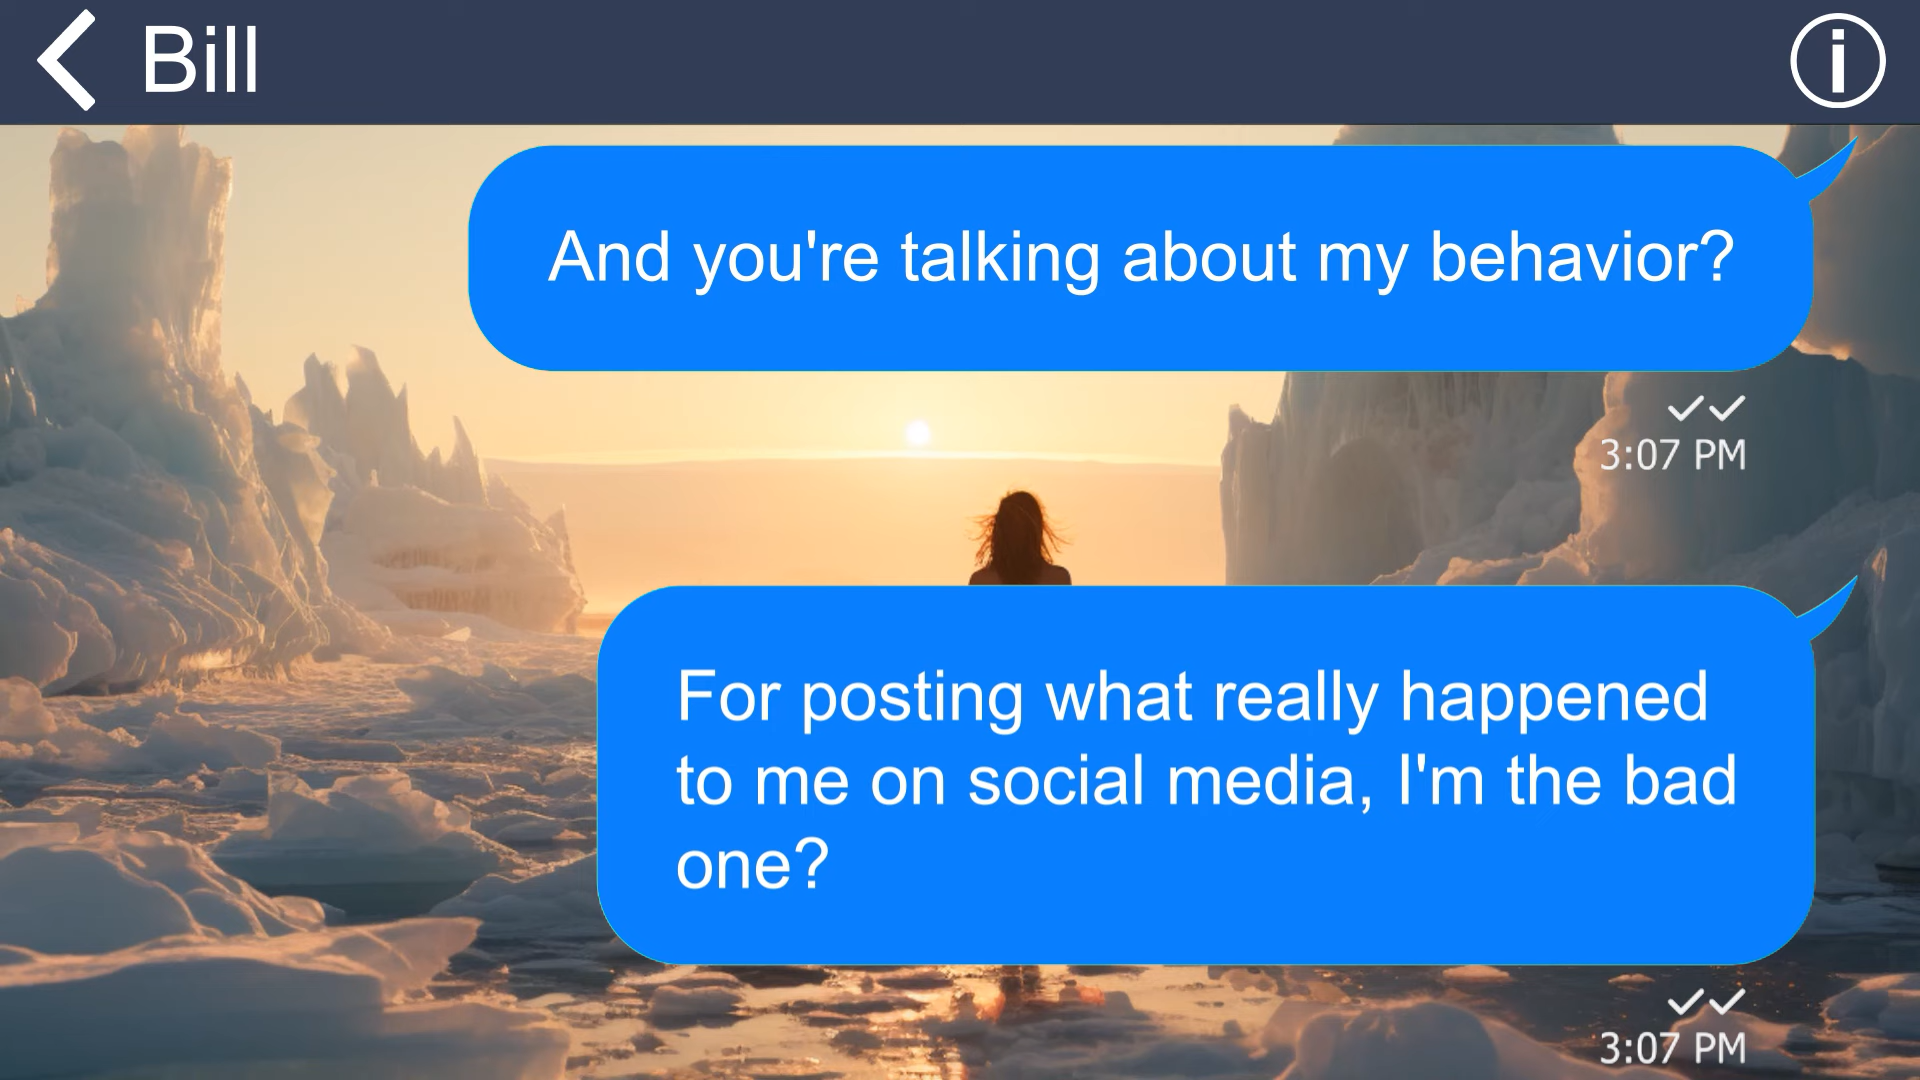 Bill
And you're talking about my behavior?
3:07 PM
For posting what really happened
to me on social media, I'm the bad
one?
3:07 PM